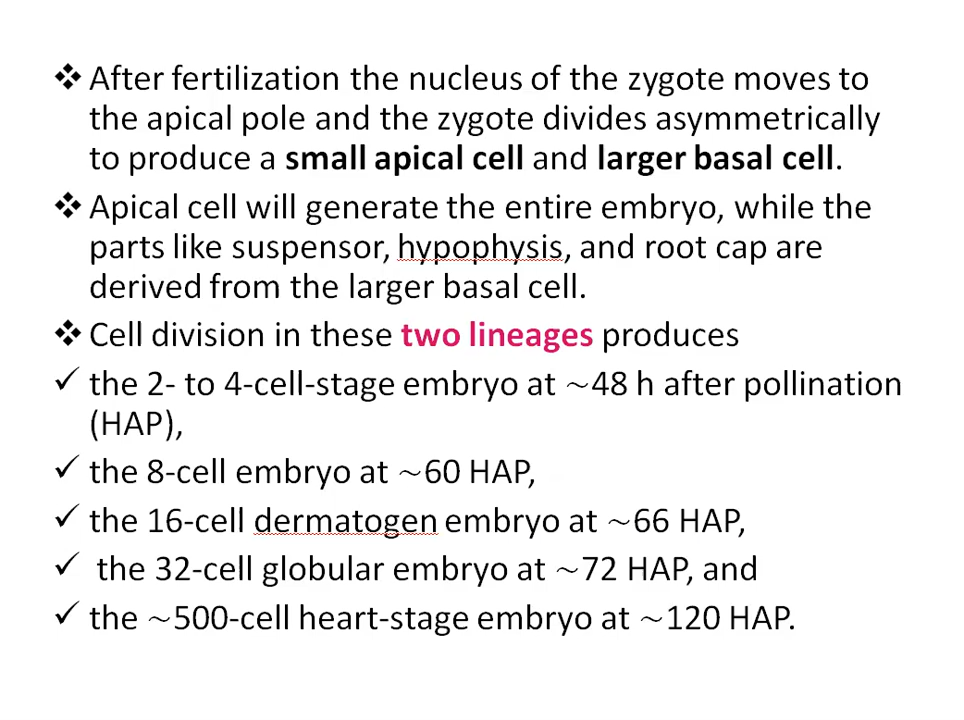 ❖ After fertilization the nucleus of the zygote moves to
the apical pole and the zygote divides asymmetrically
to produce a small apical cell and larger basal cell.
❖ Apical cell will generate the entire embryo, while the
parts like suspensor, hypophysis, and root cap are
derived from the larger basal cell.
❖ Cell division in these two lineages produces
✓ the 2- to 4-cell-stage embryo at ~48 h after pollination
(HAP),
✓ the 8-cell embryo at ~60 HAP,
✓ the 16-cell dermatogen embryo at ~66 HAP,
✓ the 32-cell globular embryo at ~72 HAP, and
✓ the ~500-cell heart-stage embryo at ~120 HAP.